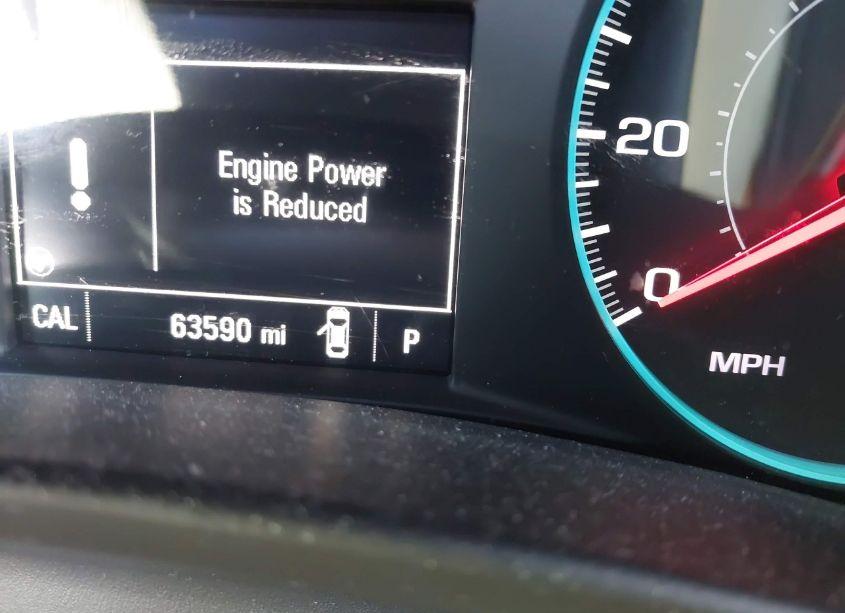 Engine Power
is Reduced
CAL 63590 mi P
20
0
MPH